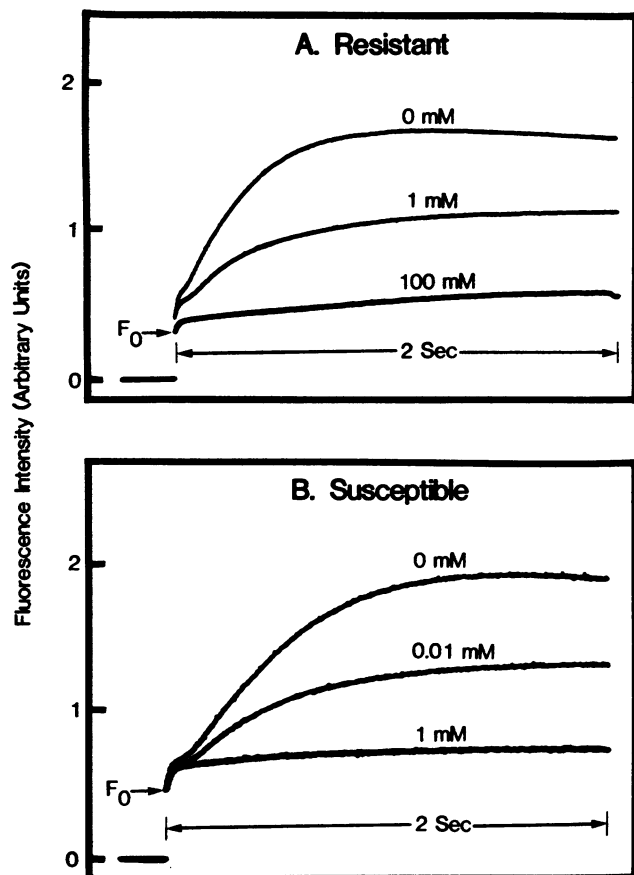 Fluorescence Intensity (Arbitrary Units)
A. Resistant
2
0 mM
1
1 mM
100 mM
F0
2 Sec
0
B. Susceptible
2
0 mM
0.01 mM
1
1 mM
F0
2 Sec
0